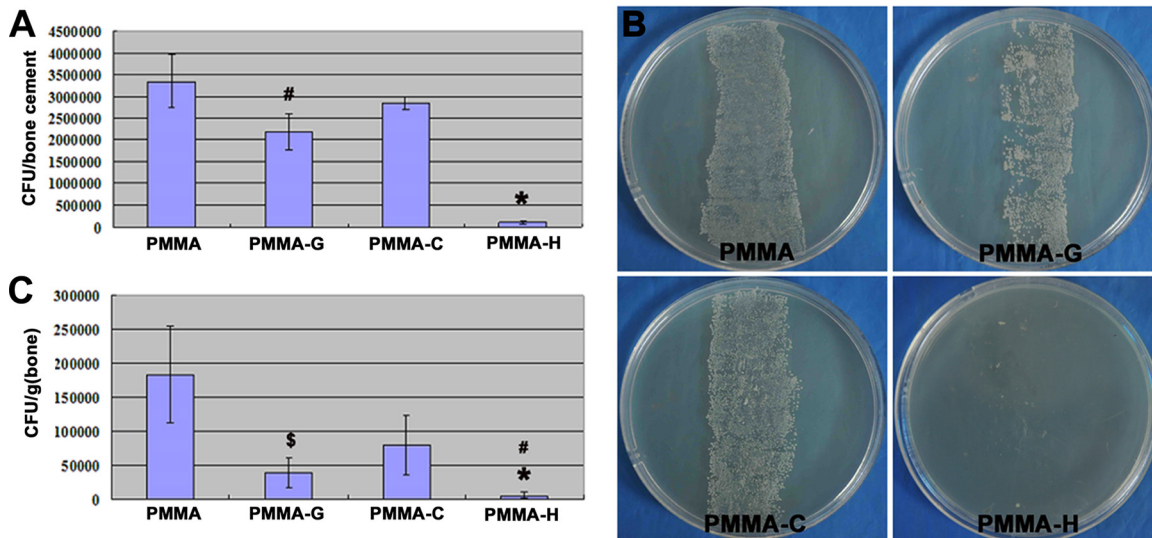 A
CFU/bone cement
4500000
4000000
3500000
3000000
2500000
2000000
1500000
1000000
500000
0
#
*
PMMA PMMA-G PMMA-C PMMA-H
B
PMMA
PMMA-G
PMMA-C
PMMA-H
C
CFU/g(bone)
300000
250000
200000
150000
100000
50000
0
$
#
*
PMMA PMMA-G PMMA-C PMMA-H